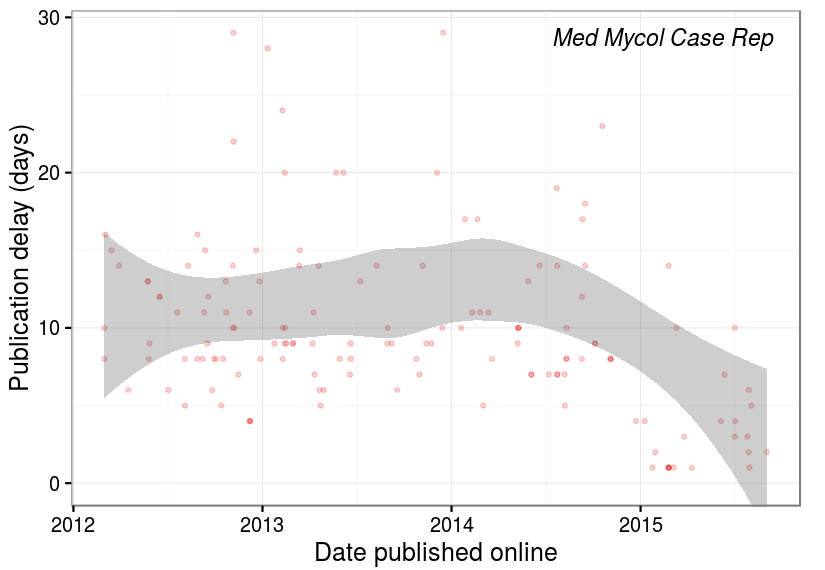 Med Mycol Case Rep
Publication delay (days)
30
20
10
0
2012 2013 2014 2015
Date published online